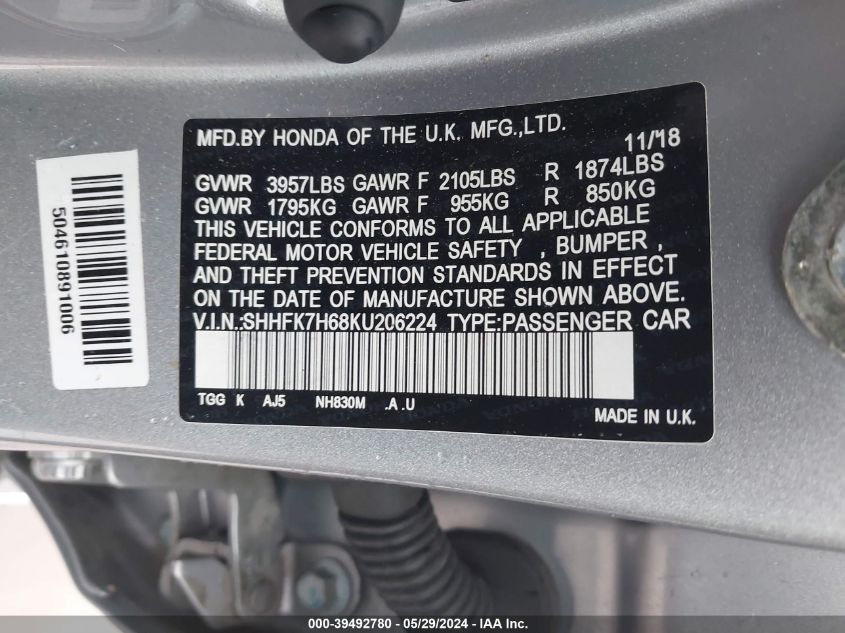 MFD.BY HONDA OF THE U.K. MFG.,LTD.
11/18
GVWR 3957LBS GAWR F 2105LBS R 1874LBS
GVWR 1795KG GAWR F 955KG R 850KG
THIS VEHICLE CONFORMS TO ALL APPLICABLE
FEDERAL MOTOR VEHICLE SAFETY , BUMPER ,
AND THEFT PREVENTION STANDARDS IN EFFECT
ON THE DATE OF MANUFACTURE SHOWN ABOVE.
V.I.N.:SHHFK7H68KU206224 TYPE:PASSENGER CAR
TGG K AJ5 NH830M .A .U
MADE IN U.K.
504610891006
000-39492780 / 05/29/2024 - IAA Inc.